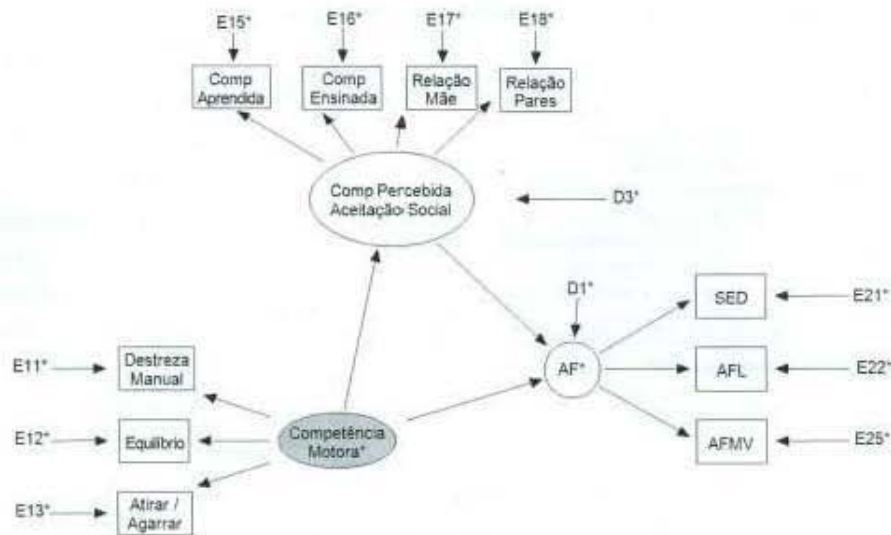 E15*
E16*
E17*
E18*
Comp
Aprendida
Comp
Ensinada
Relação
Mãe
Relação
Pares
Comp Percebida
Aceitação Social
D3*
D1*
SED
E21*
E11*
Destreza
Manual
AF*
AFL
E22*
E12*
Equilíbrio
Competência
Motora*
AFMV
E25*
E13*
Atirar /
Agarrar